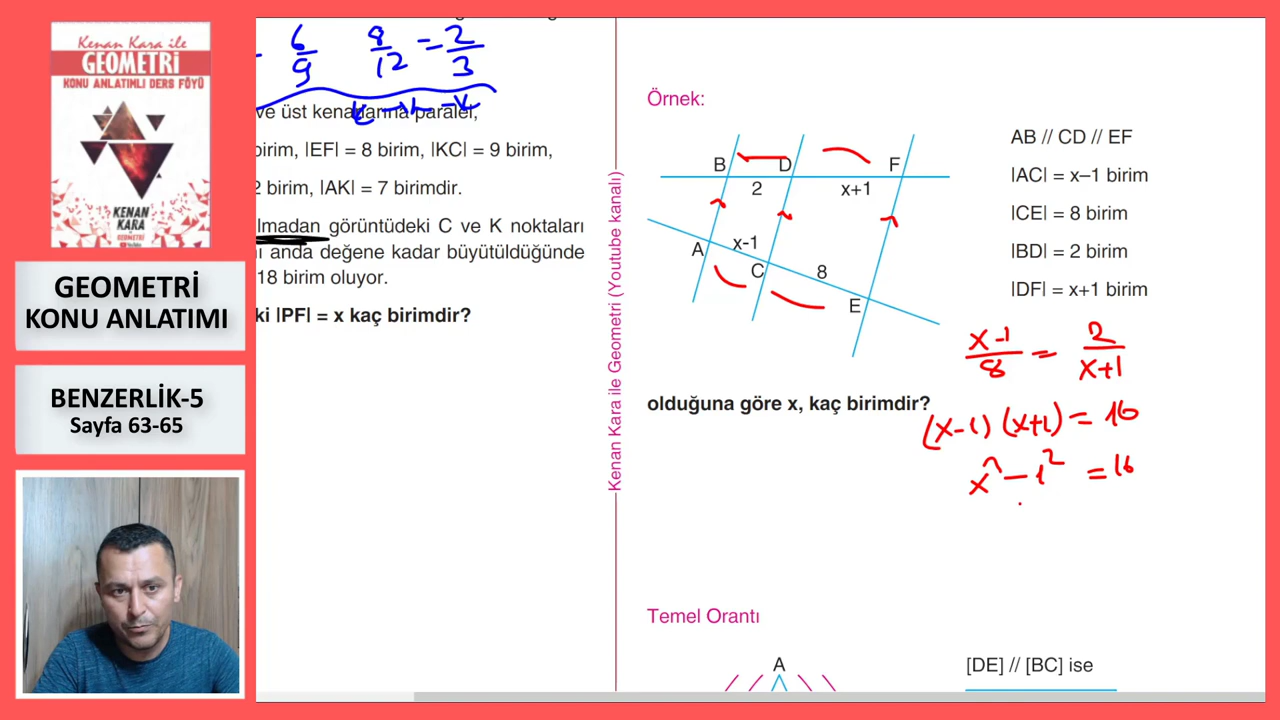 Kenan Kara ile
GEOMETRİ
KONU ANLATIMLI DERS FÖYÜ
KENAN
KARA
GEOMETRİ
GEOMETRİ
KONU ANLATIMI
BENZERLİK-5
Sayfa 63-65
6/9 8/12 = 2/3
ve üst kenarlarına paralel,
birim, |EF| = 8 birim, |KC| = 9 birim,
2 birim, |AK| = 7 birimdir.
lmadan görüntüdeki C ve K noktaları
ı anda değene kadar büyütüldüğünde
18 birim oluyor.
ki |PF| = x kaç birimdir?
Kenan Kara ile Geometri (Youtube kanalı)
Örnek:
B D F
2 x+1
A x-1
C 8
E
AB // CD // EF
|AC| = x–1 birim
|CE| = 8 birim
|BD| = 2 birim
|DF| = x+1 birim
x-1/8 = 2/x+1
olduğuna göre x, kaç birimdir?
(x-1) (x+1) = 16
x² - 1² = 16
Temel Orantı
A
[DE] // [BC] ise